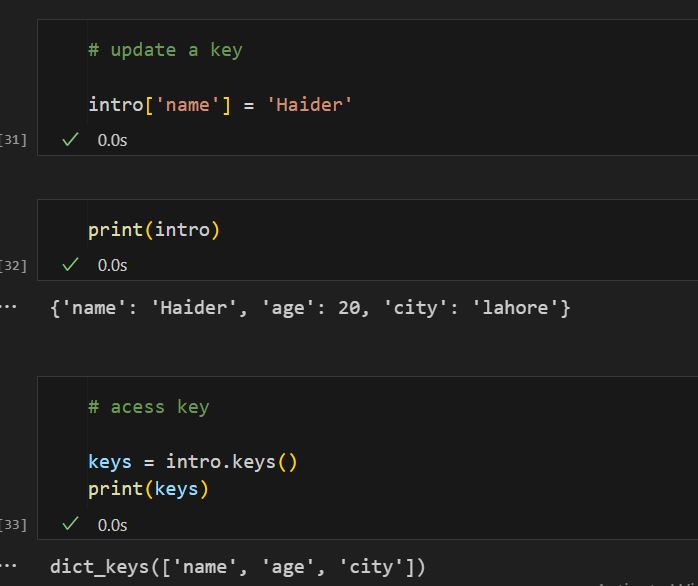 # update a key
intro['name'] = 'Haider'
[31] 0.0s
print(intro)
[32] 0.0s
{'name': 'Haider', 'age': 20, 'city': 'lahore'}
# acess key
keys = intro.keys()
print(keys)
[33] 0.0s
dict_keys(['name', 'age', 'city'])